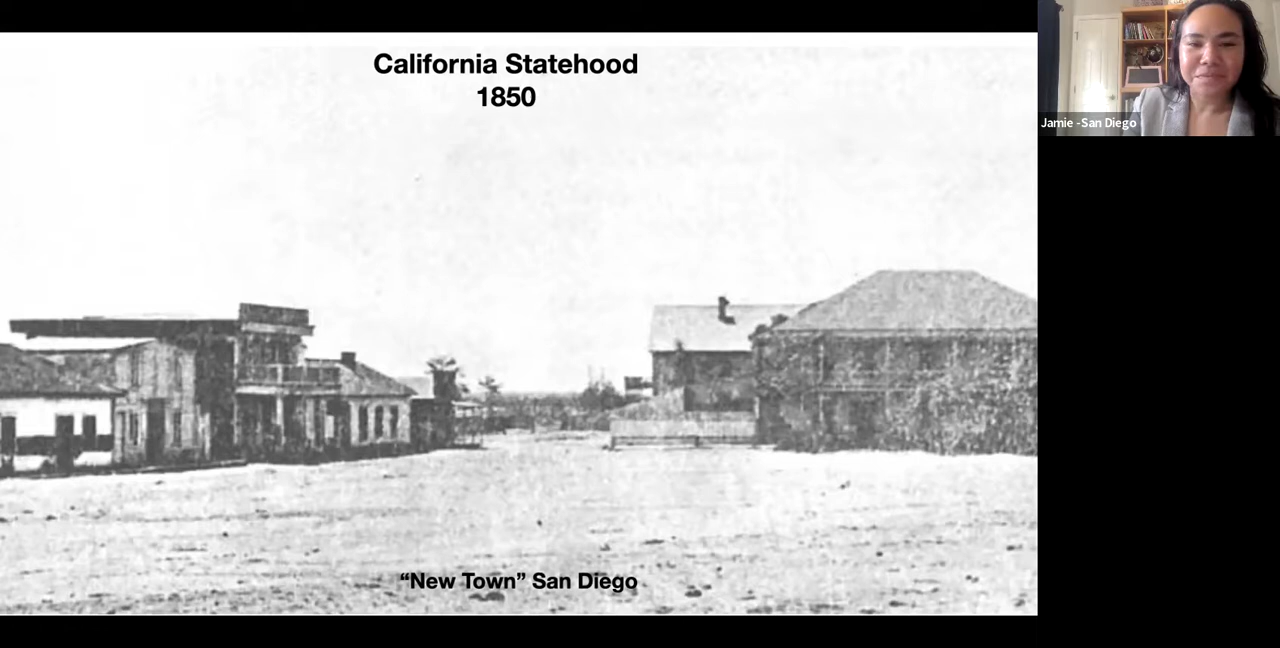 California Statehood
1850
“New Town” San Diego
Jamie -San Diego